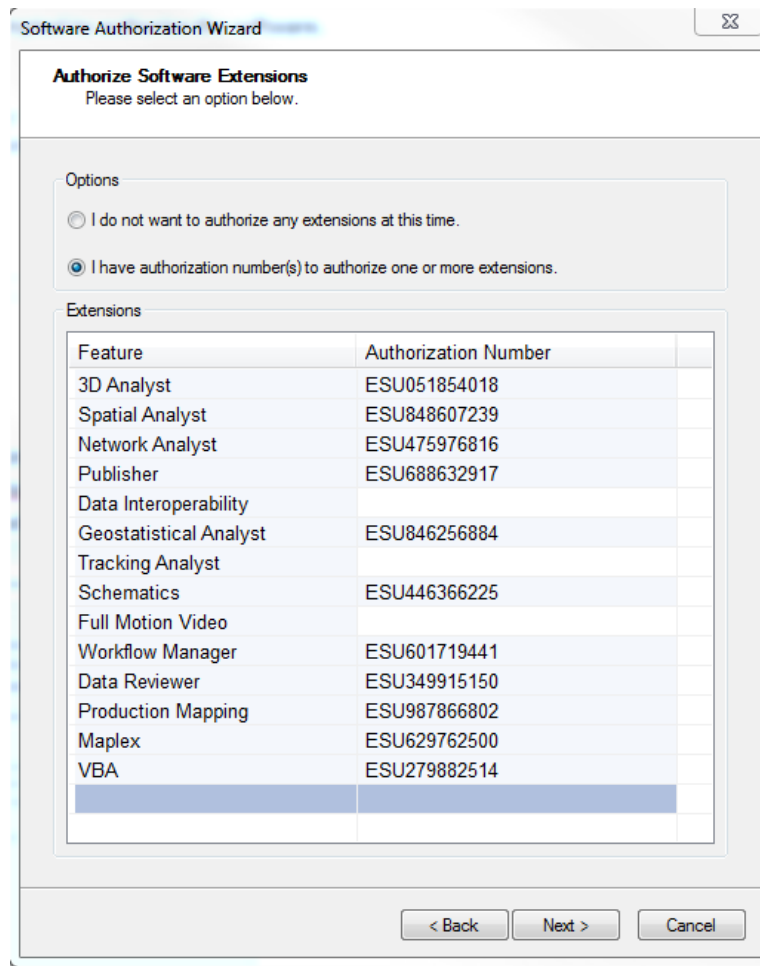 Software Authorization Wizard
Authorize Software Extensions
Please select an option below.
Options
I do not want to authorize any extensions at this time.
I have authorization number(s) to authorize one or more extensions.
Extensions
Feature Authorization Number
3D Analyst ESU051854018
Spatial Analyst ESU848607239
Network Analyst ESU475976816
Publisher ESU688632917
Data Interoperability
Geostatistical Analyst ESU846256884
Tracking Analyst
Schematics ESU446366225
Full Motion Video
Workflow Manager ESU601719441
Data Reviewer ESU349915150
Production Mapping ESU987866802
Maplex ESU629762500
VBA ESU279882514
< Back Next > Cancel